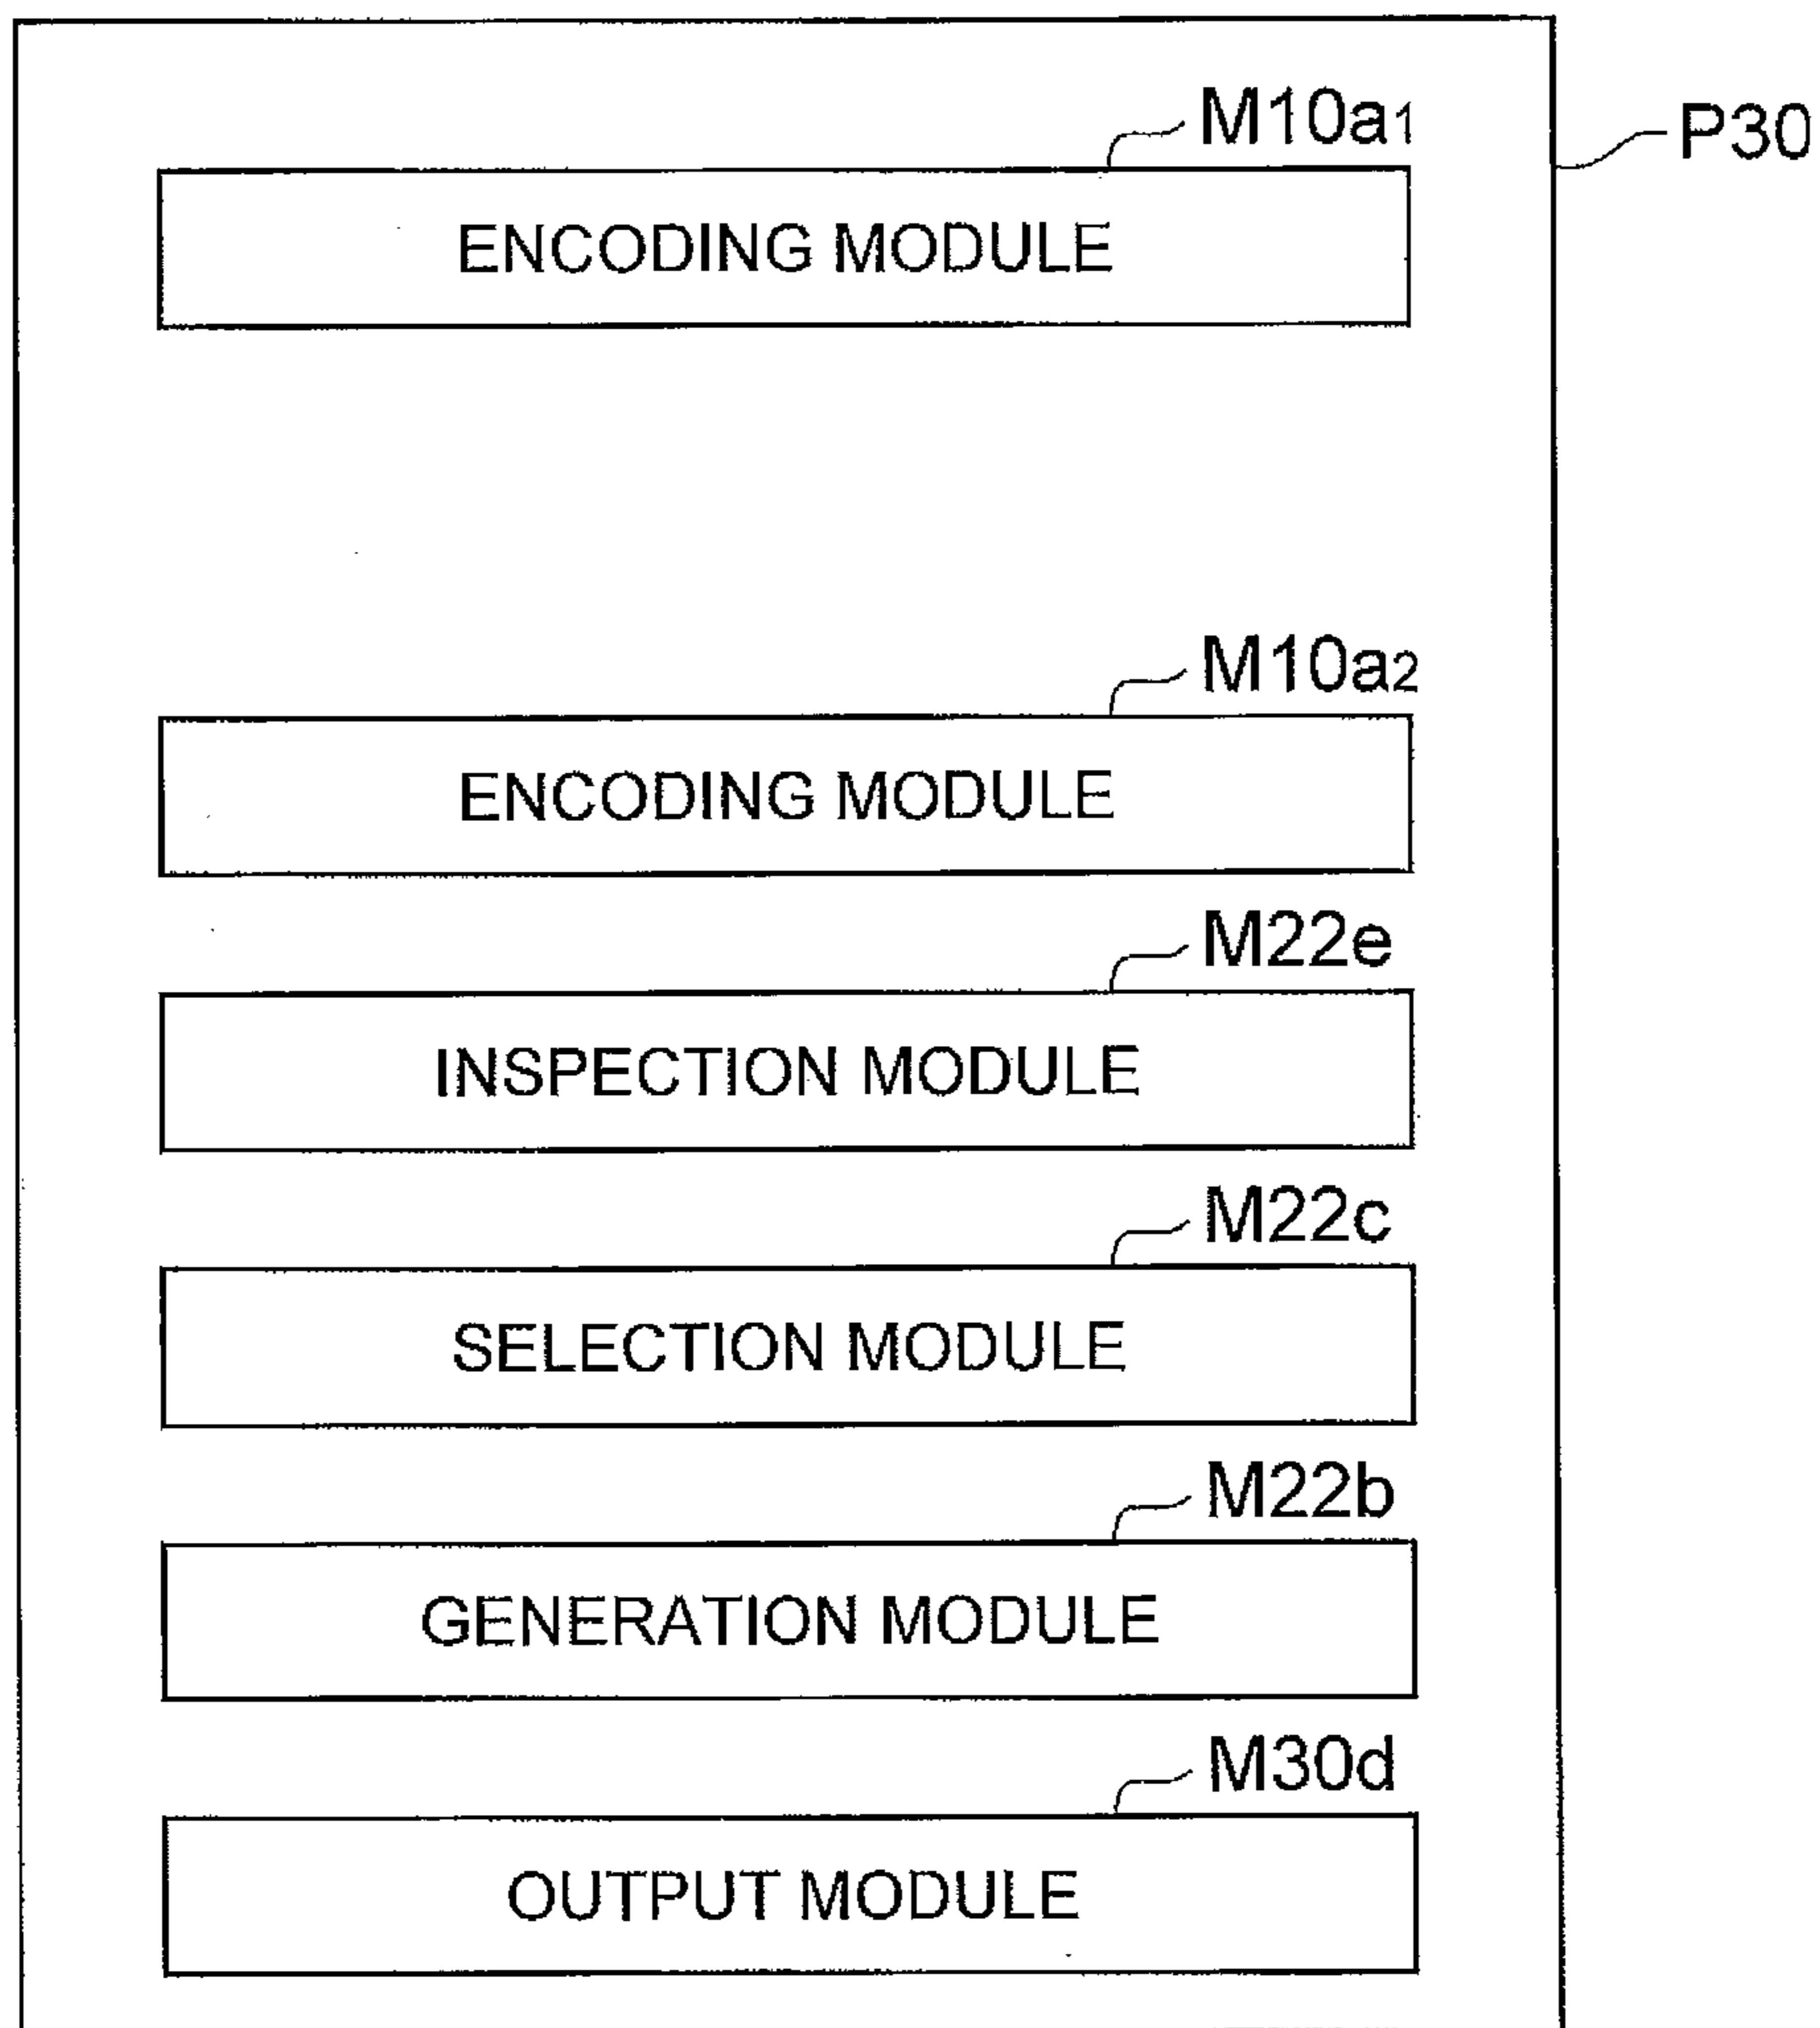 M10a1
P30
ENCODING MODULE
M10a2
ENCODING MODULE
M22e
INSPECTION MODULE
M22c
SELECTION MODULE
M22b
GENERATION MODULE
M30d
OUTPUT MODULE